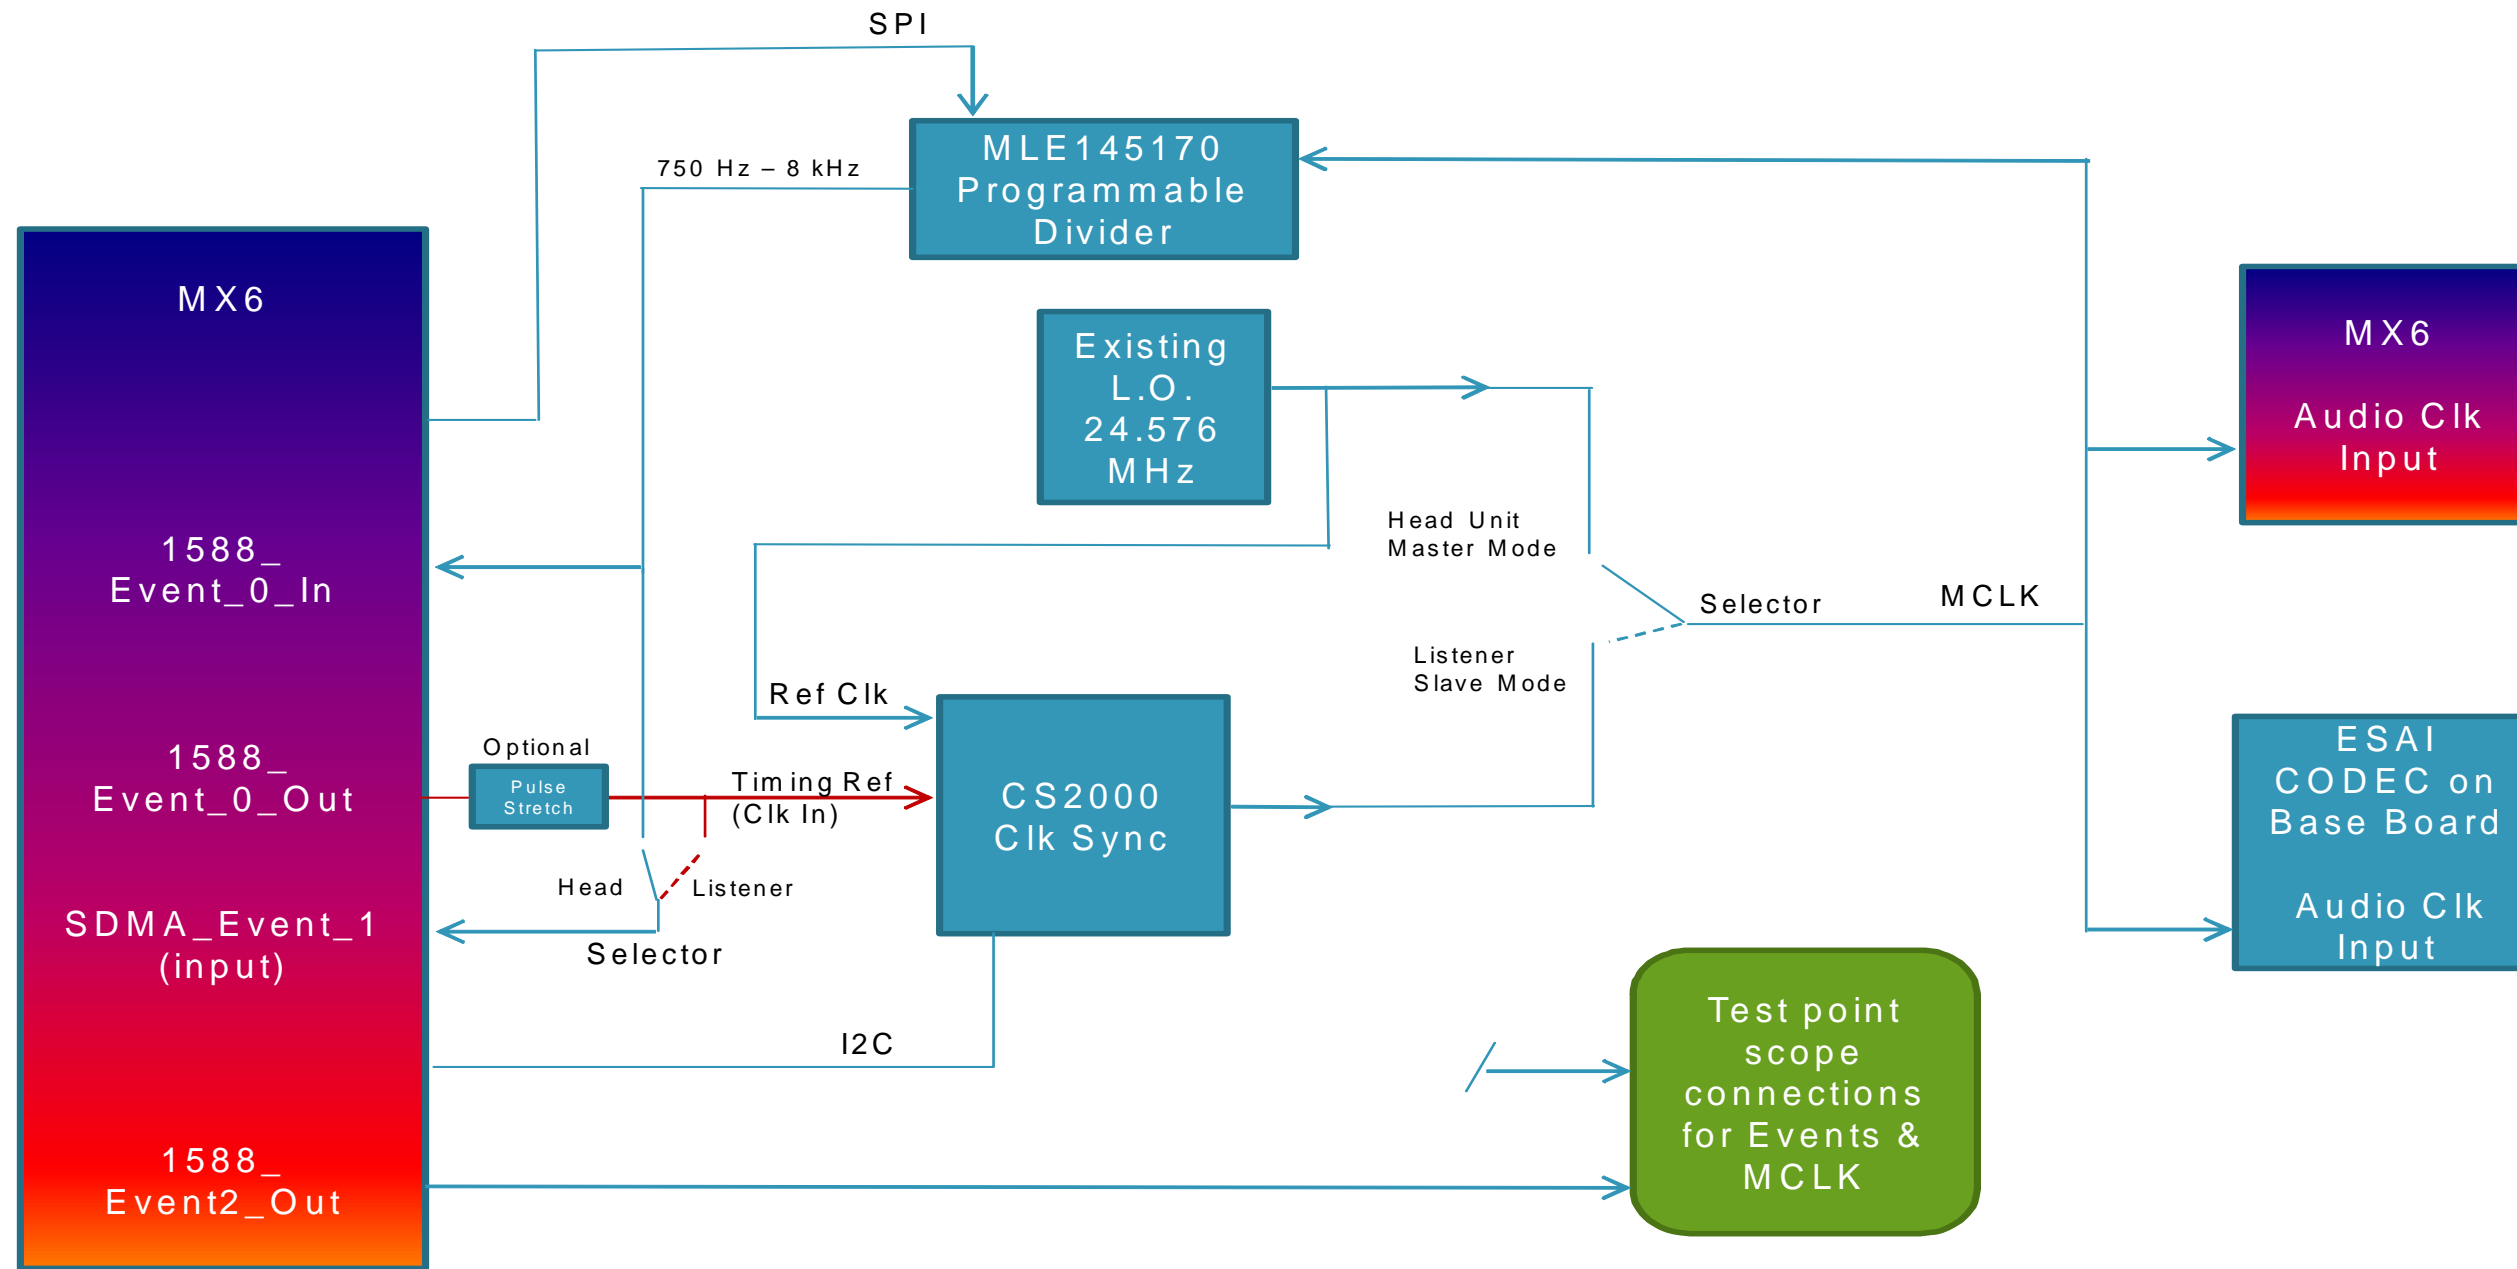 SPI
MLE145170
Programmable
Divider
750 Hz – 8 kHz
MX6
1588_
Event_0_In
1588_
Event_0_Out
SDMA_Event_1
(input)
1588_
Event2_Out
Existing
L.O.
24.576
MHz
Head Unit
Master Mode
Selector
MCLK
Listener
Slave Mode
Ref Clk
Optional
Pulse
Stretch
Timing Ref
(Clk In)
CS2000
Clk Sync
Head
Listener
Selector
I2C
MX6
Audio Clk
Input
ESAI
CODEC on
Base Board
Audio Clk
Input
Test point
scope
connections
for Events &
MCLK